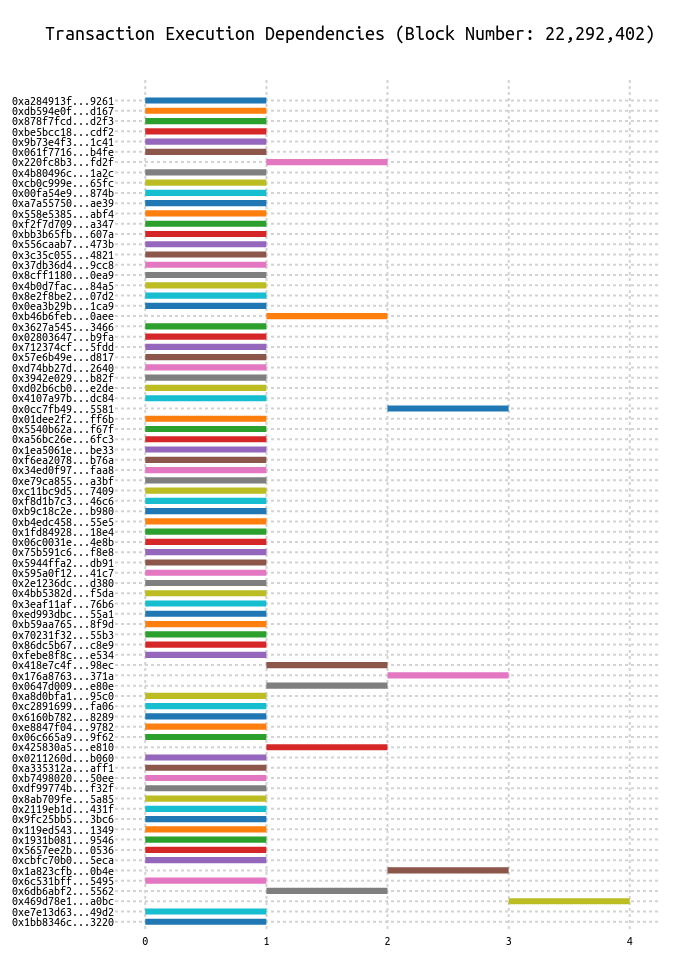 Transaction Execution Dependencies (Block Number: 22,292,402)
0xa284913f...9261
0xdb594e0f...d167
0x878f7fcd...d2f3
0xbe5bcc18...cdf2
0x9b73e4f3...1c41
0x061f7716...b4fe
0x220fc8b3...fd2f
0x4b80496c...1a2c
0xcb0c999e...65fc
0x00fa54e9...874b
0xa7a55750...ae39
0x558e5385...abf4
0xf2f7d709...a347
0xbb3b65fb...607a
0x556caab7...473b
0x3c35c055...4821
0x37db36d4...9cc8
0x8cff1180...0ea9
0x4b0d7fac...84a5
0x8e2f8be2...07d2
0x0ea3b29b...1ca9
0xb46b6feb...0aee
0x3627a545...3466
0x02803647...b9fa
0x712374cf...5fdd
0x57e6b49e...d817
0xd74bb27d...2640
0x3942e029...b82f
0xd02b6cb0...e2de
0x4107a97b...dc84
0x0cc7fb49...5581
0x01dee2f2...ff6b
0x5540b62a...f67f
0xa56bc26e...6fc3
0x1ea5061e...be33
0xf6ea2078...b76a
0x34ed0f97...faa8
0xe79ca855...a3bf
0xc11bc9d5...7409
0xf8d1b7c3...46c6
0xb9c18c2e...b980
0xb4edc458...55e5
0x1fd84928...18e4
0x06c0031e...4e8b
0x75b591c6...f8e8
0x5944ffa2...db91
0x595a0f12...41c7
0x2e1236dc...d380
0x4bb5382d...f5da
0x3eaf11af...76b6
0xed993dbc...55a1
0xb59aa765...8f9d
0x70231f32...55b3
0x86dc5b67...c8e9
0xfebe8f8c...e534
0x418e7c4f...98ec
0x176a8763...371a
0x0647d009...e80e
0xa8d0bfa1...95c0
0xc2891699...fa06
0x6160b782...8289
0xe8847f04...9782
0x06c665a9...9f62
0x425830a5...e810
0x0211260d...b060
0xa335312a...aff1
0xb7498020...50ee
0xdf99774b...f32f
0x8ab709fe...5a85
0x2119eb1d...431f
0x9fc25bb5...3bc6
0x119ed543...1349
0x1931b081...9546
0x5657ee2b...0536
0xcbfc70b0...5eca
0x1a823cfb...0b4e
0x6c531bff...5495
0x6db6abf2...5562
0x469d78e1...a0bc
0xe7e13d63...49d2
0x1bb8346c...3220
0 1 2 3 4